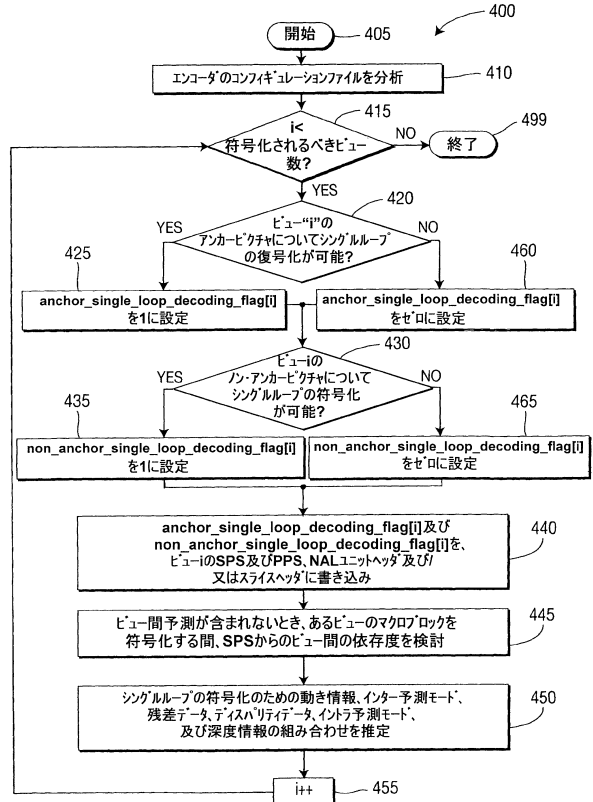 400
開始
405
エンコーダのコンフィギュレーションファイルを分析
410
415
i<
符号化されるべきビュー
数?
NO
終了
499
YES
420
ビュー“i”の
アンカーピクチャについてシングルループ
の復号化が可能?
YES
NO
425
anchor_single_loop_decoding_flag[i]
を1に設定
460
anchor_single_loop_decoding_flag[i]
をゼロに設定
430
ビューiの
ノン・アンカーピクチャについて
シングルループの符号化
が可能?
YES
NO
435
non_anchor_single_loop_decoding_flag[i]
を1に設定
465
non_anchor_single_loop_decoding_flag[i]
をゼロに設定
anchor_single_loop_decoding_flag[i]及び
non_anchor_single_loop_decoding_flag[i]を、
ビューiのSPS及びPPS、NALユニットヘッダ及び/
又はスライスヘッダに書き込み
440
ビュー間予測が含まれないとき、あるビューのマクロブロックを
符号化する間、SPSからのビュー間の依存度を検討
445
シングルループの符号化のための動き情報、インター予測モード、
残差データ、ディスパリティデータ、イントラ予測モード、
及び深度情報の組み合わせを推定
450
i++
455